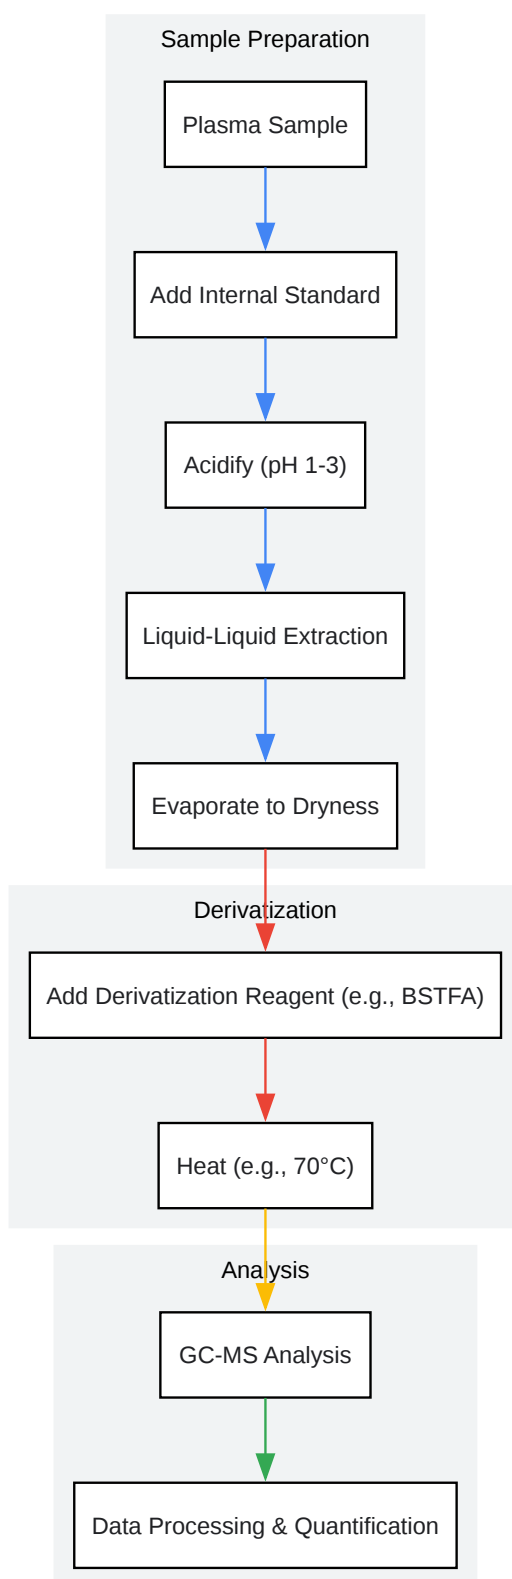 Sample Preparation
Plasma Sample
Add Internal Standard
Acidify (pH 1-3)
Liquid-Liquid Extraction
Evaporate to Dryness
Derivatization
Add Derivatization Reagent (e.g., BSTFA)
Heat (e.g., 70°C)
Analysis
GC-MS Analysis
Data Processing & Quantification